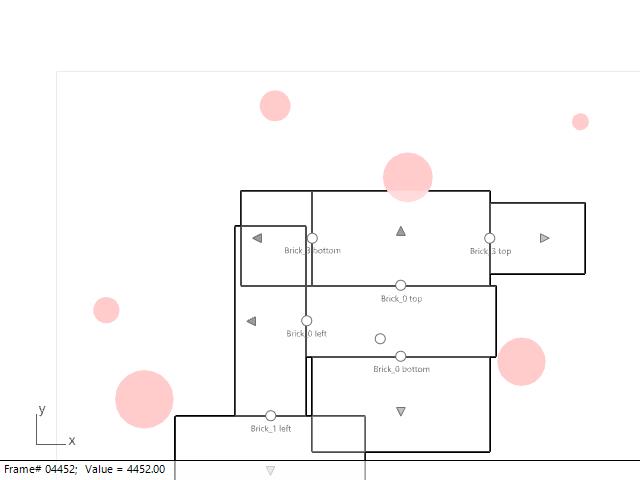 Brick_3 bottom
Brick_3 top
Brick_0 top
Brick_0 left
Brick_0 bottom
y
Brick_1 left
x
Frame# 04452; Value = 4452.00